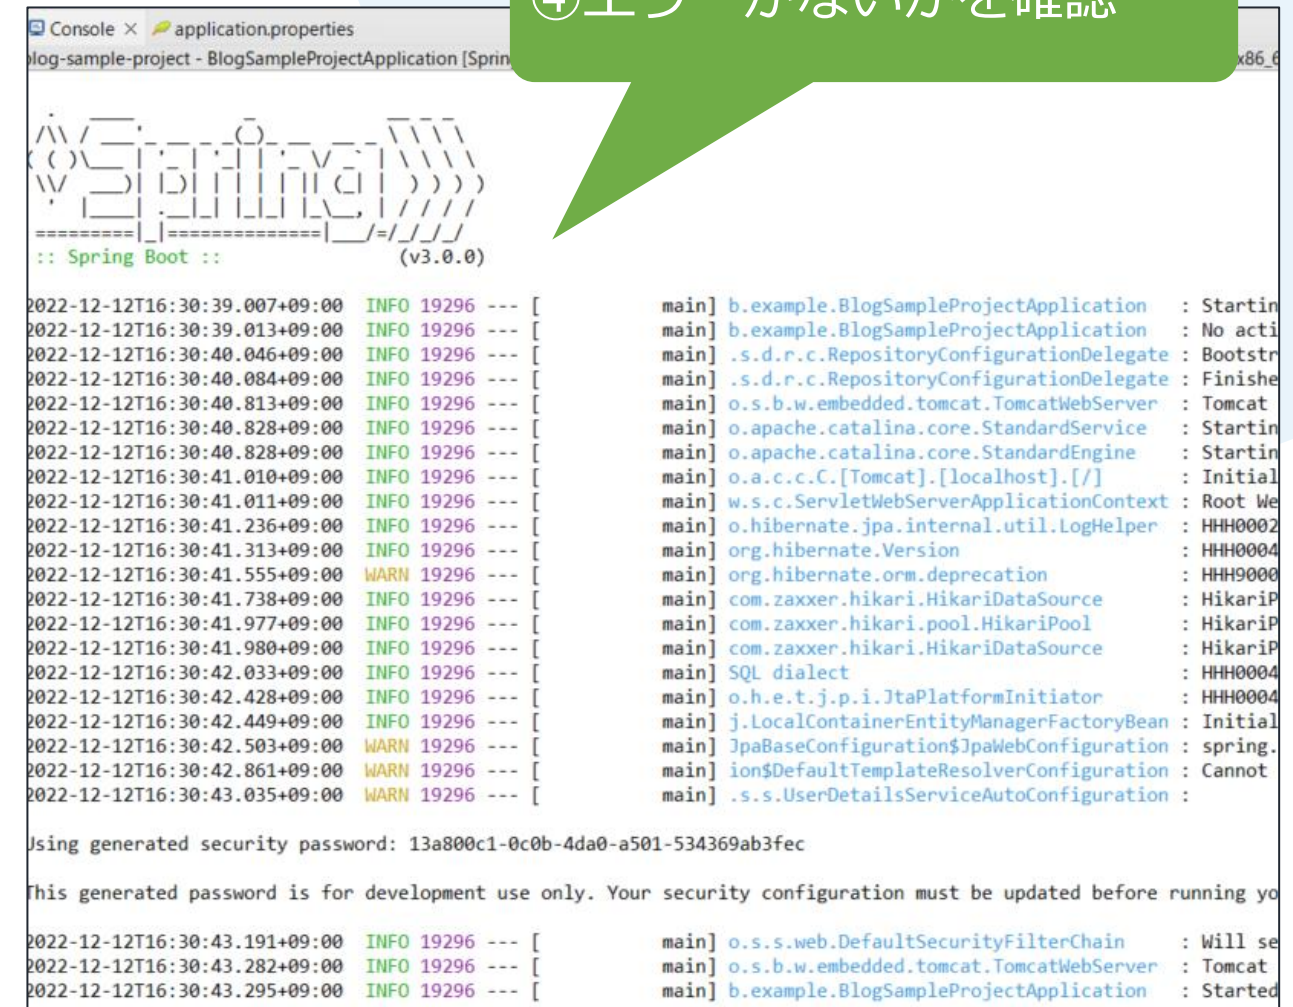 ④エラーがないかを確認
Console × application.properties
blog-sample-project - BlogSampleProjectApplication [Sprin x86_6
:: Spring Boot :: (v3.0.0)
2022-12-12T16:30:39.007+09:00 INFO 19296 --- [ main] b.example.BlogSampleProjectApplication : Startin
2022-12-12T16:30:39.013+09:00 INFO 19296 --- [ main] b.example.BlogSampleProjectApplication : No acti
2022-12-12T16:30:40.046+09:00 INFO 19296 --- [ main] .s.d.r.c.RepositoryConfigurationDelegate : Bootstr
2022-12-12T16:30:40.084+09:00 INFO 19296 --- [ main] .s.d.r.c.RepositoryConfigurationDelegate : Finishe
2022-12-12T16:30:40.813+09:00 INFO 19296 --- [ main] o.s.b.w.embedded.tomcat.TomcatWebServer : Tomcat
2022-12-12T16:30:40.828+09:00 INFO 19296 --- [ main] o.apache.catalina.core.StandardService : Startin
2022-12-12T16:30:40.828+09:00 INFO 19296 --- [ main] o.apache.catalina.core.StandardEngine : Startin
2022-12-12T16:30:41.010+09:00 INFO 19296 --- [ main] o.a.c.c.C.[Tomcat].[localhost].[/] : Initial
2022-12-12T16:30:41.011+09:00 INFO 19296 --- [ main] w.s.c.ServletWebServerApplicationContext : Root We
2022-12-12T16:30:41.236+09:00 INFO 19296 --- [ main] o.hibernate.jpa.internal.util.LogHelper : HHH0002
2022-12-12T16:30:41.313+09:00 INFO 19296 --- [ main] org.hibernate.Version : HHH0004
2022-12-12T16:30:41.555+09:00 WARN 19296 --- [ main] org.hibernate.orm.deprecation : HHH9000
2022-12-12T16:30:41.738+09:00 INFO 19296 --- [ main] com.zaxxer.hikari.HikariDataSource : HikariP
2022-12-12T16:30:41.977+09:00 INFO 19296 --- [ main] com.zaxxer.hikari.pool.HikariPool : HikariP
2022-12-12T16:30:41.980+09:00 INFO 19296 --- [ main] com.zaxxer.hikari.HikariDataSource : HikariP
2022-12-12T16:30:42.033+09:00 INFO 19296 --- [ main] SQL dialect : HHH0004
2022-12-12T16:30:42.428+09:00 INFO 19296 --- [ main] o.h.e.t.j.p.i.JtaPlatformInitiator : HHH0004
2022-12-12T16:30:42.449+09:00 INFO 19296 --- [ main] j.LocalContainerEntityManagerFactoryBean : Initial
2022-12-12T16:30:42.503+09:00 WARN 19296 --- [ main] JpaBaseConfiguration$JpaWebConfiguration : spring.
2022-12-12T16:30:42.861+09:00 WARN 19296 --- [ main] ion$DefaultTemplateResolverConfiguration : Cannot
2022-12-12T16:30:43.035+09:00 WARN 19296 --- [ main] .s.s.UserDetailsServiceAutoConfiguration :
Using generated security password: 13a800c1-0c0b-4da0-a501-534369ab3fec
This generated password is for development use only. Your security configuration must be updated before running yo
2022-12-12T16:30:43.191+09:00 INFO 19296 --- [ main] o.s.s.web.DefaultSecurityFilterChain : Will se
2022-12-12T16:30:43.282+09:00 INFO 19296 --- [ main] o.s.b.w.embedded.tomcat.TomcatWebServer : Tomcat
2022-12-12T16:30:43.295+09:00 INFO 19296 --- [ main] b.example.BlogSampleProjectApplication : Started